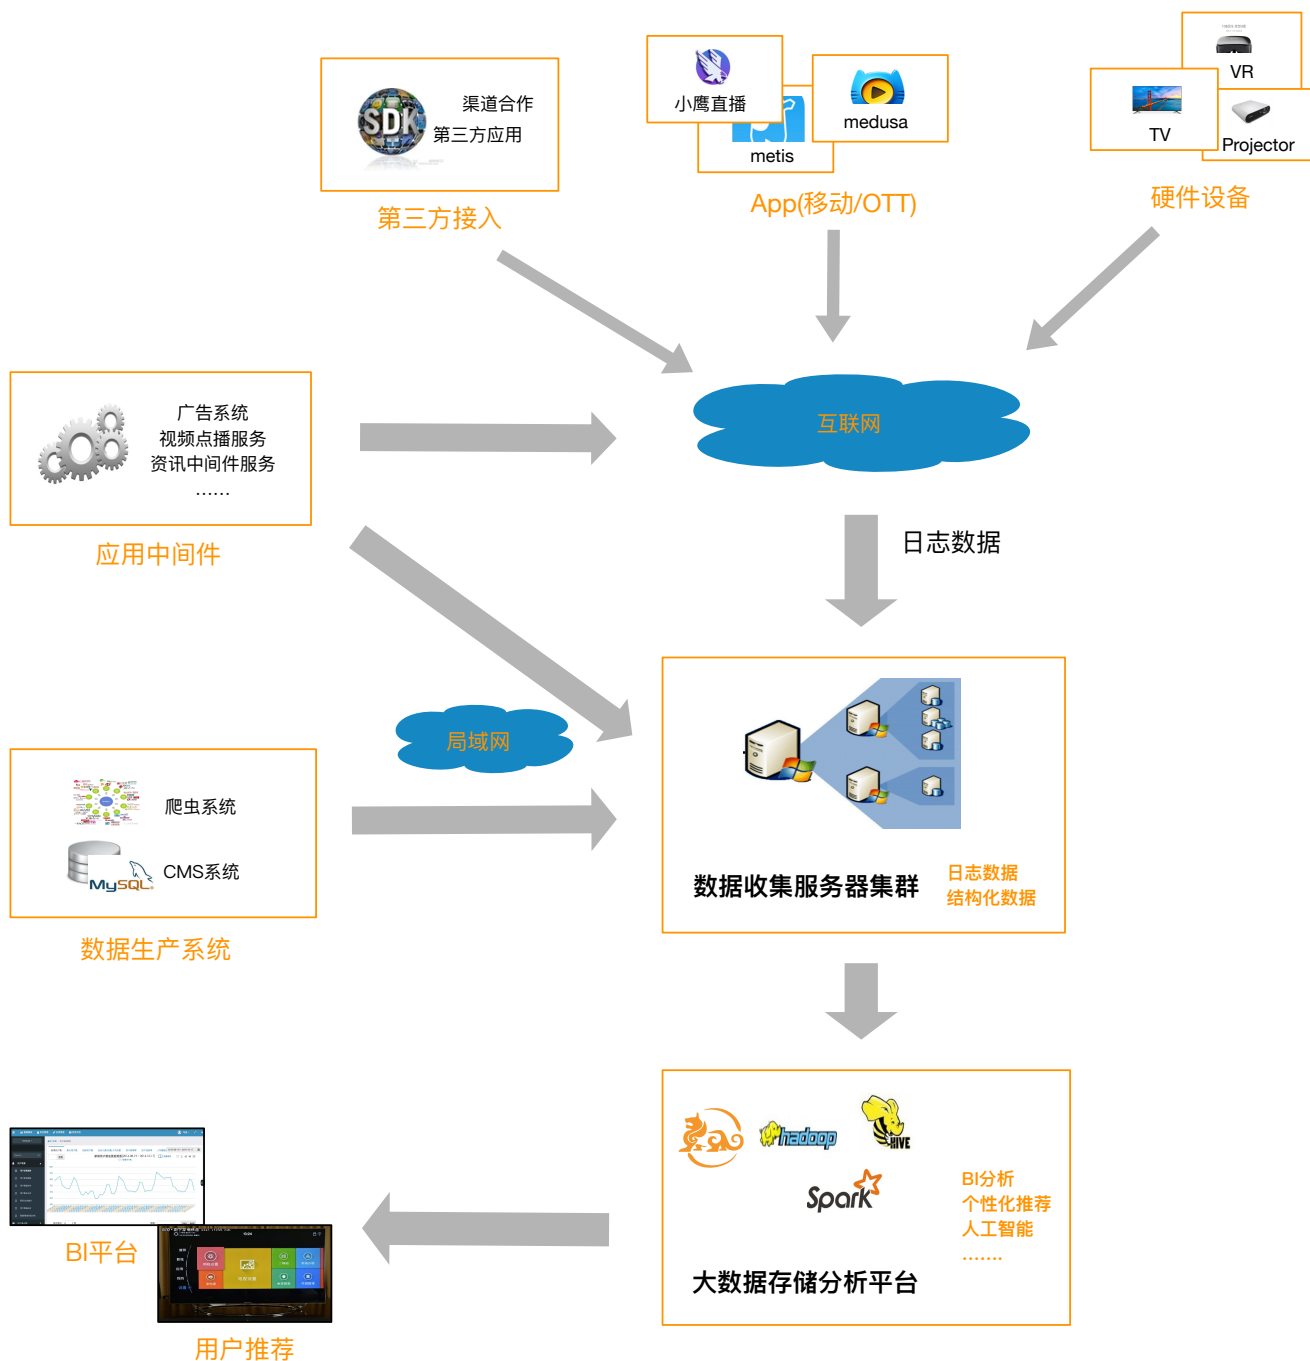 SDK
渠道合作
第三方应用
第三方接入
小鹰直播
metis
medusa
App(移动/OTT)
VR
TV
Projector
硬件设备
广告系统
视频点播服务
资讯中间件服务
……
应用中间件
互联网
日志数据
局域网
爬虫系统
MySQL
CMS系统
数据生产系统
数据收集服务器集群
日志数据
结构化数据
hadoop
HIVE
Spark
BI分析
个性化推荐
人工智能
.......
大数据存储分析平台
BI平台
用户推荐